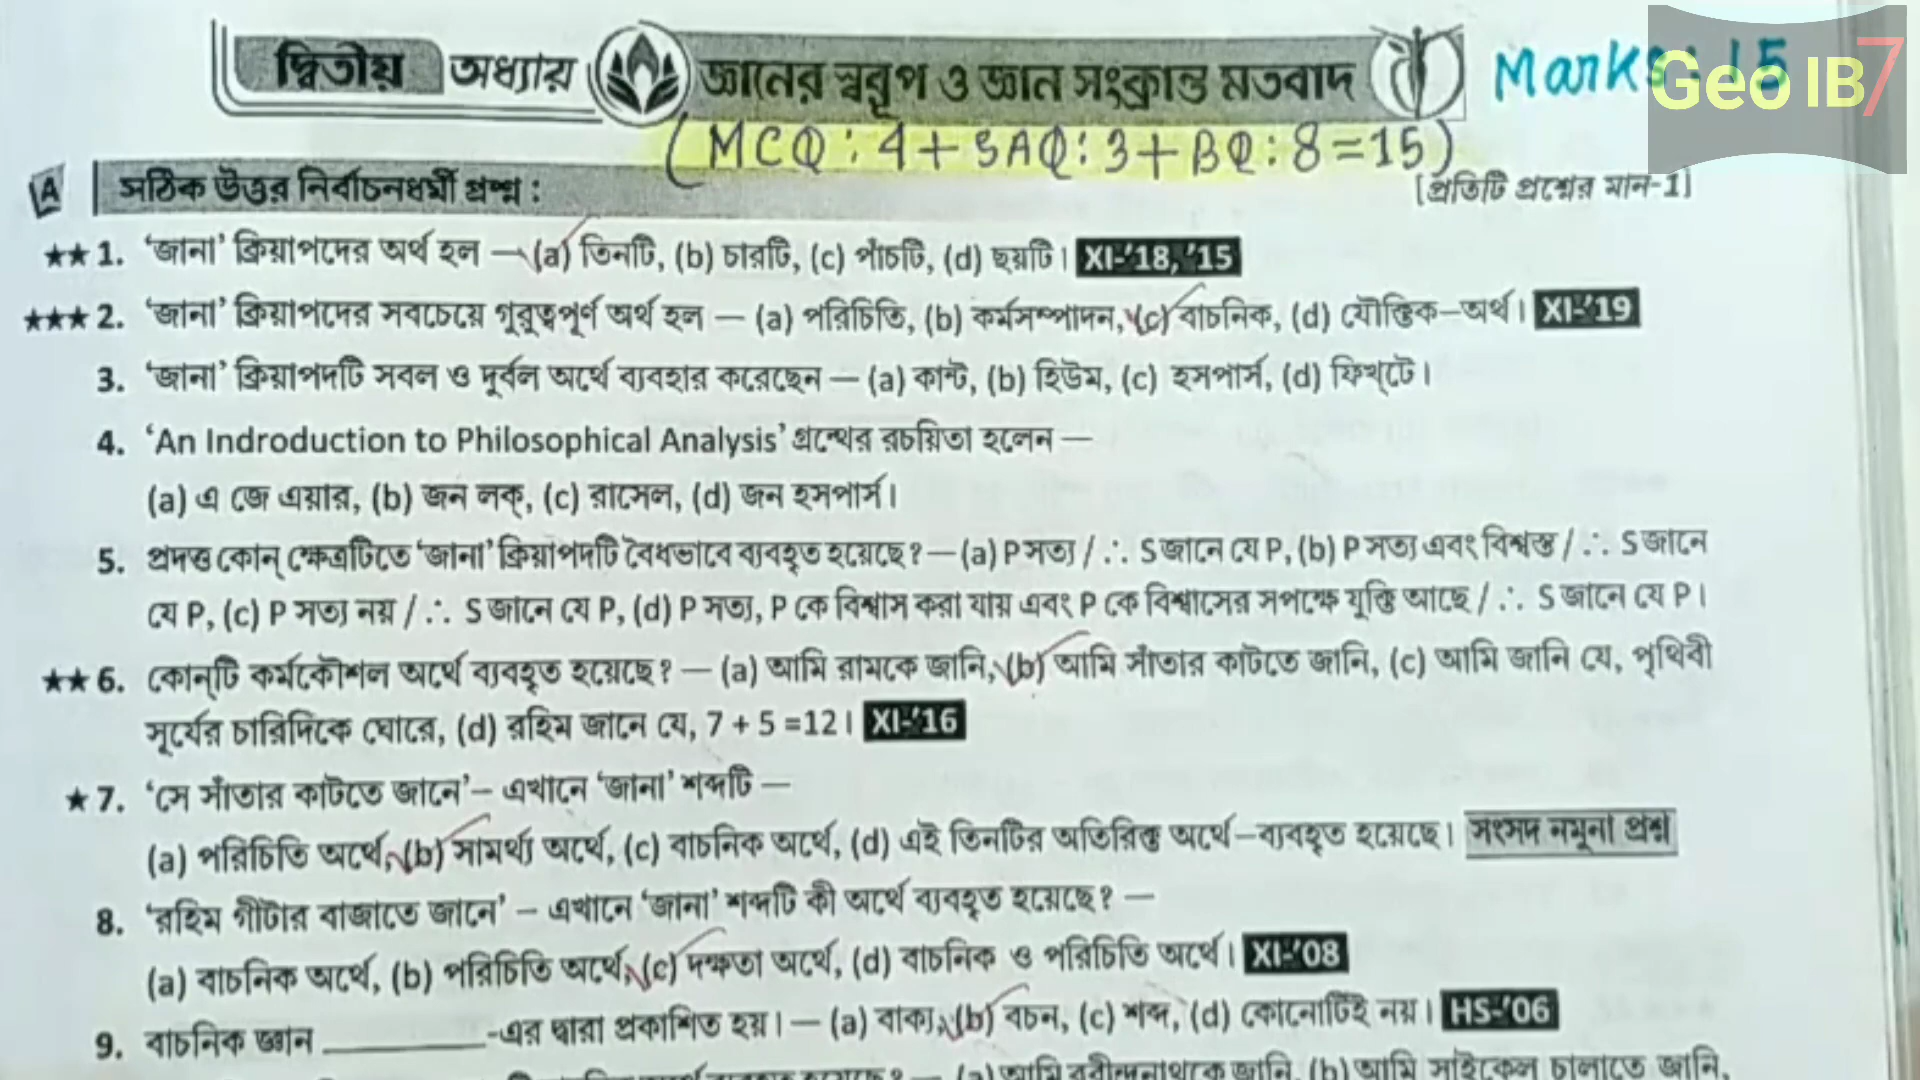 দ্বিতীয় অধ্যায় জ্ঞানের স্বরূপ ও জ্ঞান সংক্রান্ত মতবাদ Marks: 15
Geo IB7
(MCQ: 4+SAQ: 3+BQ: 8=15)
A সঠিক উত্তর নির্বাচনধর্মী প্রশ্ন : [প্রতিটি প্রশ্নের মান-1]
★★ 1. ‘জানা’ ক্রিয়াপদের অর্থ হল — (a) তিনটি, (b) চারটি, (c) পাঁচটি, (d) ছয়টি। XI-’18, ’15
★★★ 2. ‘জানা’ ক্রিয়াপদের সবচেয়ে গুরুত্বপূর্ণ অর্থ হল — (a) পরিচিতি, (b) কর্মসম্পাদন, (c) বাচনিক, (d) যৌক্তিক–অর্থ। XI-’19
3. ‘জানা’ ক্রিয়াপদটি সবল ও দুর্বল অর্থে ব্যবহার করেছেন — (a) কান্ট, (b) হিউম, (c) হসপার্স, (d) ফিখ্‌টে।
4. ‘An Indroduction to Philosophical Analysis’ গ্রন্থের রচয়িতা হলেন —
(a) এ জে এয়ার, (b) জন লক্, (c) রাসেল, (d) জন হসপার্স।
5. প্রদত্ত কোন্ ক্ষেত্রটিতে ‘জানা’ ক্রিয়াপদটি বৈধভাবে ব্যবহৃত হয়েছে? — (a) P সত্য / ∴ S জানে যে P, (b) P সত্য এবং বিশ্বস্ত / ∴ S জানে
যে P, (c) P সত্য নয় / ∴ S জানে যে P, (d) P সত্য, P কে বিশ্বাস করা যায় এবং P কে বিশ্বাসের সপক্ষে যুক্তি আছে / ∴ S জানে যে P।
★★ 6. কোন্‌টি কর্মকৌশল অর্থে ব্যবহৃত হয়েছে? — (a) আমি রামকে জানি, (b) আমি সাঁতার কাটতে জানি, (c) আমি জানি যে, পৃথিবী
সূর্যের চারিদিকে ঘোরে, (d) রহিম জানে যে, 7 + 5 =12। XI-’16
★ 7. ‘সে সাঁতার কাটতে জানে’– এখানে ‘জানা’ শব্দটি —
(a) পরিচিতি অর্থে, (b) সামর্থ্য অর্থে, (c) বাচনিক অর্থে, (d) এই তিনটির অতিরিক্ত অর্থে–ব্যবহৃত হয়েছে। সংসদ নমুনা প্রশ্ন
8. ‘রহিম গীটার বাজাতে জানে’ – এখানে ‘জানা’ শব্দটি কী অর্থে ব্যবহৃত হয়েছে? —
(a) বাচনিক অর্থে, (b) পরিচিতি অর্থে, (c) দক্ষতা অর্থে, (d) বাচনিক ও পরিচিতি অর্থে। XI-’08
9. বাচনিক জ্ঞান ________ -এর দ্বারা প্রকাশিত হয়। — (a) বাক্য, (b) বচন, (c) শব্দ, (d) কোনোটিই নয়। HS-’06
(a) আমি রবীন্দ্রনাথকে জানি, (b) আমি সাইকেল চালাতে জানি,